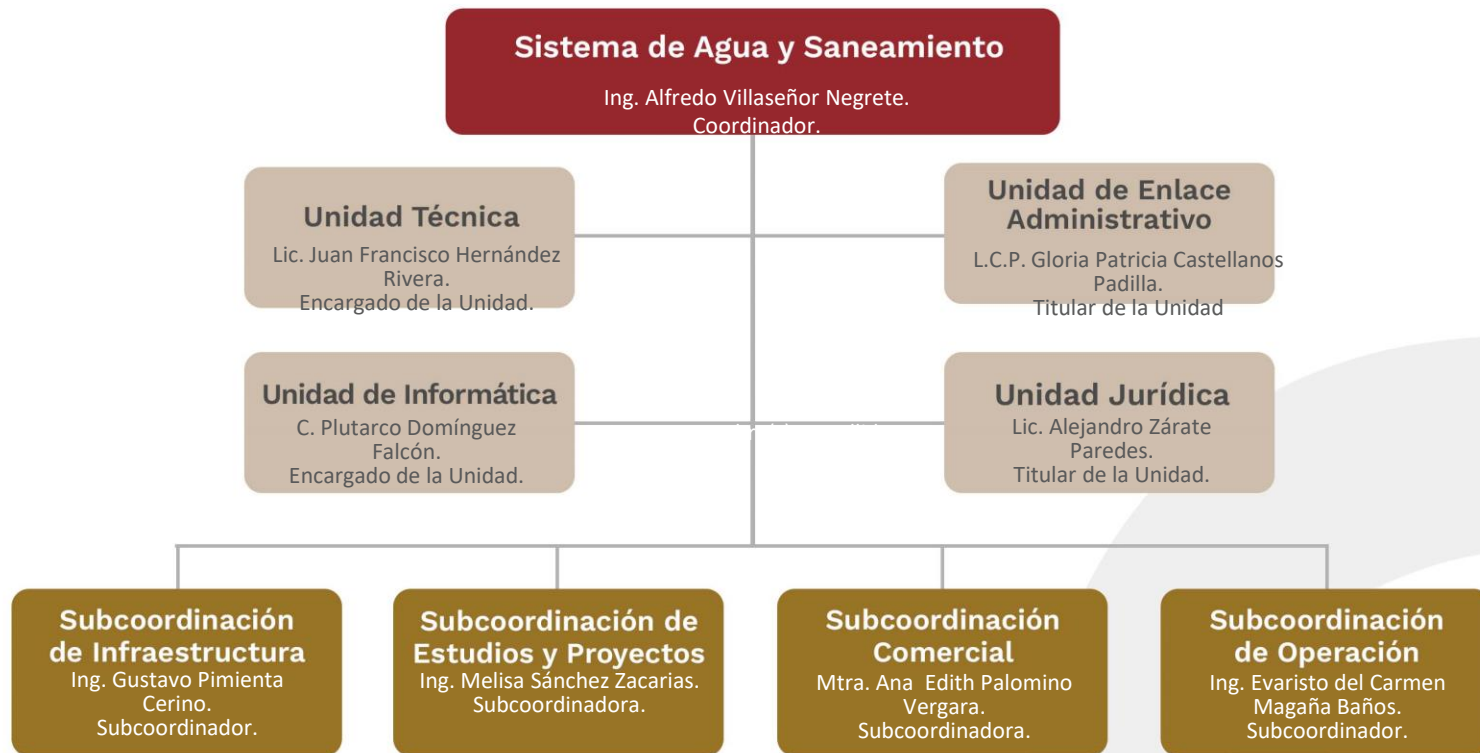 Sistema de Agua y Saneamiento
Ing. Alfredo Villaseñor Negrete.
Coordinador.
Unidad Técnica
Lic. Juan Francisco Hernández
Rivera.
Encargado de la Unidad.
Unidad de Enlace
Administrativo
L.C.P. Gloria Patricia Castellanos
Padilla.
Titular de la Unidad
Unidad de Informática
C. Plutarco Domínguez
Falcón.
Encargado de la Unidad.
Unidad Jurídica
Lic. Alejandro Zárate
Paredes.
Titular de la Unidad.
Subcoordinación
de Infraestructura
Ing. Gustavo Pimienta
Cerino.
Subcoordinador.
Subcoordinación de
Estudios y Proyectos
Ing. Melisa Sánchez Zacarias.
Subcoordinadora.
Subcoordinación
Comercial
Mtra. Ana  Edith Palomino
Vergara.
Subcoordinadora.
Subcoordinación
de Operación
Ing. Evaristo del Carmen
Magaña Baños.
Subcoordinador.